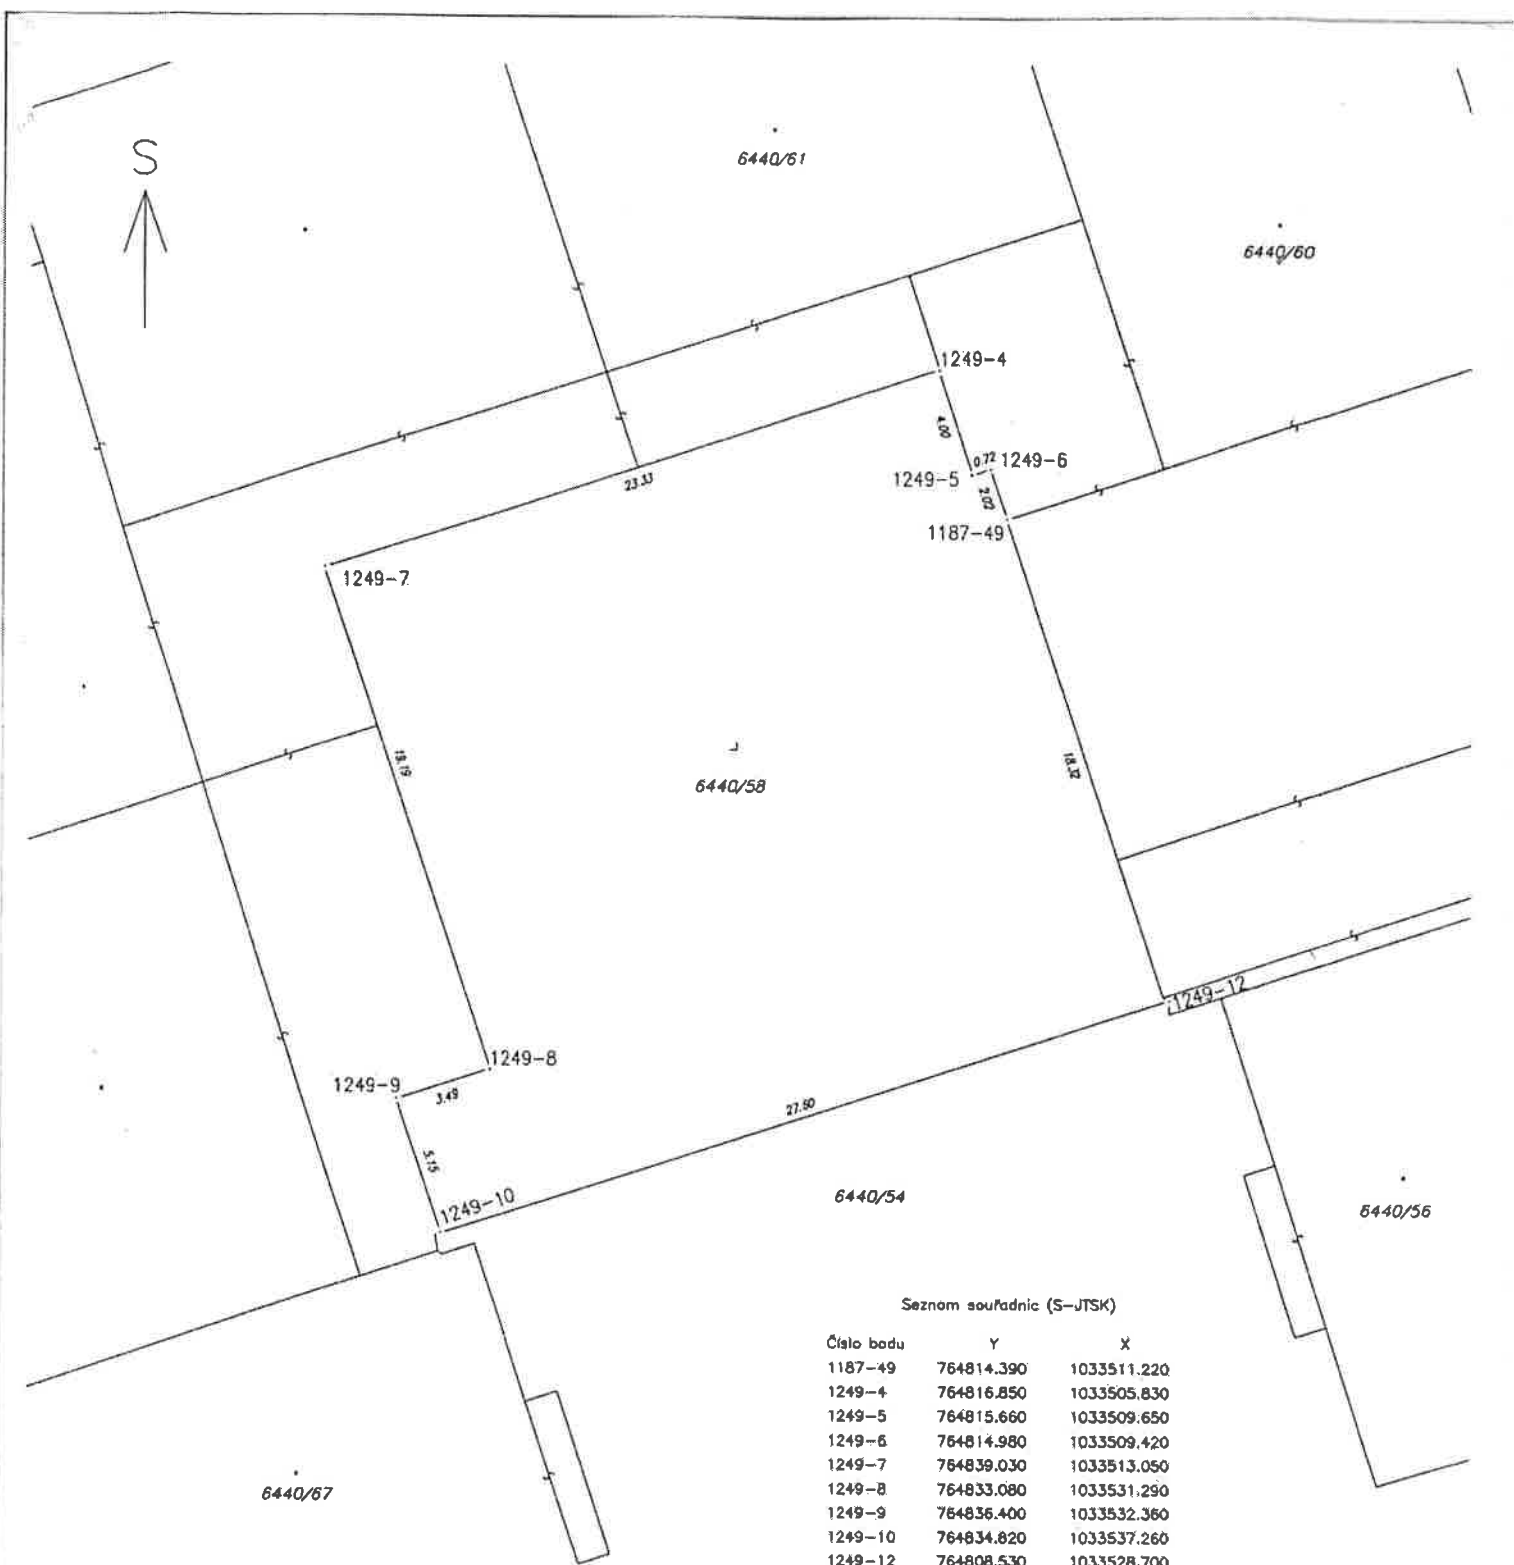 S
6440/61
6440/60
1249-4
4.00
0.72
1249-6
1249-5
2.02
23.33
1187-49
1249-7
19.19
6440/58
18.32
1249-8
1249-9
3.49
1249-12
27.60
5.15
1249-10
6440/54
6440/56
6440/67
Seznam souřadnic (S-JTSK)
Číslo bodu Y X
1187-49 764814.390 1033511.220
1249-4 764816.850 1033505.830
1249-5 764815.660 1033509.650
1249-6 764814.980 1033509.420
1249-7 764839.030 1033513.050
1249-8 764833.080 1033531.290
1249-9 764836.400 1033532.360
1249-10 764834.820 1033537.260
1249-12 764808.530 1033528.700